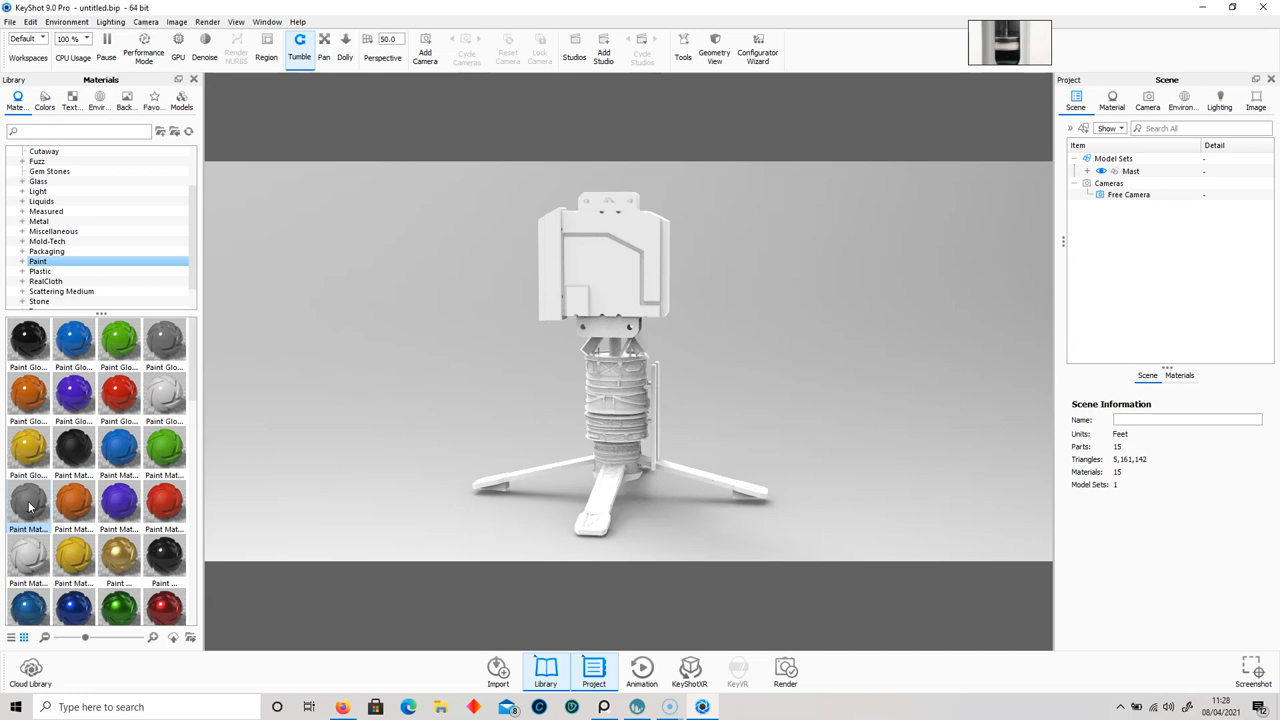 KeyShot 9.0 Pro - untitled.bip - 64 bit
File Edit Environment Lighting Camera Image Render View Window Help
Default 100 % 50.0
Workspaces CPU Usage Pause Performance Mode GPU Denoise Render NURBS Region Tumble Pan Dolly Perspective Add Camera Cycle Cameras Reset Camera Lock Camera Studios Add Studio Cycle Studios Tools Geometry View Configurator Wizard
Library Materials
Mate... Colors Text... Envir... Back... Favo... Models
Cutaway
Fuzz
Gem Stones
Glass
Light
Liquids
Measured
Metal
Miscellaneous
Mold-Tech
Packaging
Paint
Plastic
RealCloth
Scattering Medium
Stone
Paint Glo... Paint Glo... Paint Glo... Paint Glo...
Paint Glo... Paint Glo... Paint Glo... Paint Glo...
Paint Glo... Paint Mat... Paint Mat... Paint Mat...
Paint Mat... Paint Mat... Paint Mat... Paint Mat...
Paint Mat... Paint Mat... Paint ... Paint ...
Project Scene
Scene Material Camera Environ... Lighting Image
Show Search All
Item Detail
Model Sets -
Mast -
Cameras -
Free Camera -
Scene Materials
Scene Information
Name:
Units: Feet
Parts: 15
Triangles: 5,161,142
Materials: 15
Model Sets: 1
Cloud Library Import Library Project Animation KeyShotXR KeyVR Render Screenshot
Type here to search
8
11:28
08/04/2021
12